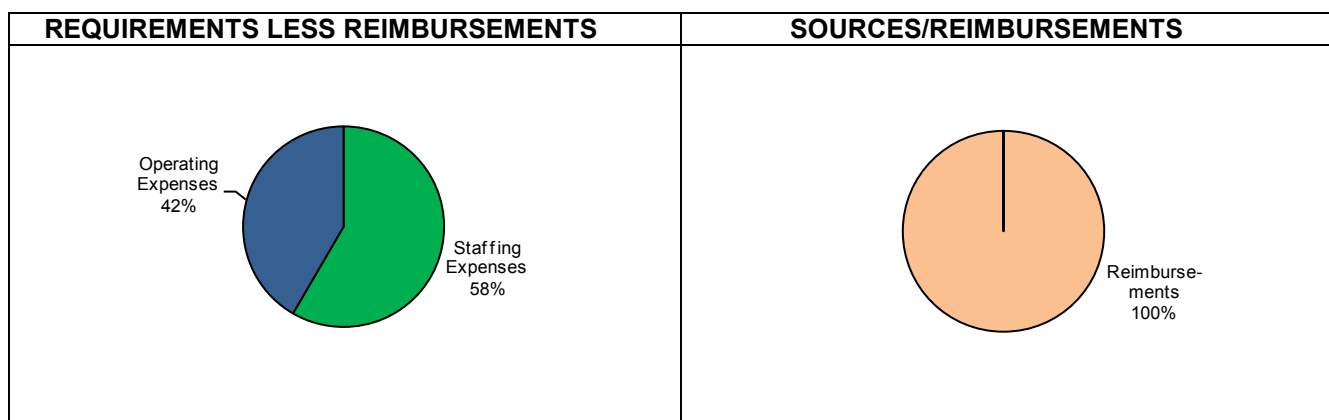 REQUIREMENTS LESS REIMBURSEMENTS
SOURCES/REIMBURSEMENTS
Operating
Expenses
42%
Staffing
Expenses
58%
Reimburse-
ments
100%